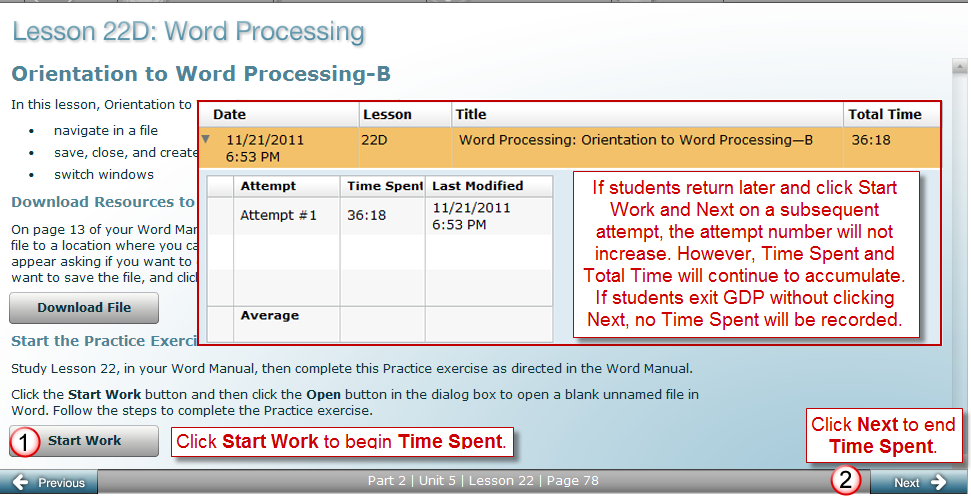 Lesson 22D: Word Processing
Orientation to Word Processing-B
In this lesson, Orientation to
navigate in a file
save, close, and create
switch windows
Download Resources to
On page 13 of your Word Man
file to a location where you ca
appear asking if you want to
want to save the file, and clic
Download File
Date Lesson Title Total Time
11/21/2011 22D Word Processing: Orientation to Word Processing—B 36:18
6:53 PM
Attempt Time Spent Last Modified
Attempt #1 36:18 11/21/2011
6:53 PM
Average
If students return later and click Start
Work and Next on a subsequent
attempt, the attempt number will not
increase. However, Time Spent and
Total Time will continue to accumulate.
If students exit GDP without clicking
Next, no Time Spent will be recorded.
Start the Practice Exerci
Study Lesson 22, in your Word Manual, then complete this Practice exercise as directed in the Word Manual.
Click the Start Work button and then click the Open button in the dialog box to open a blank unnamed file in
Word. Follow the steps to complete the Practice exercise.
1 Start Work
Click Start Work to begin Time Spent.
Click Next to end
Time Spent.
Previous
Part 2 | Unit 5 | Lesson 22 | Page 78
2 Next